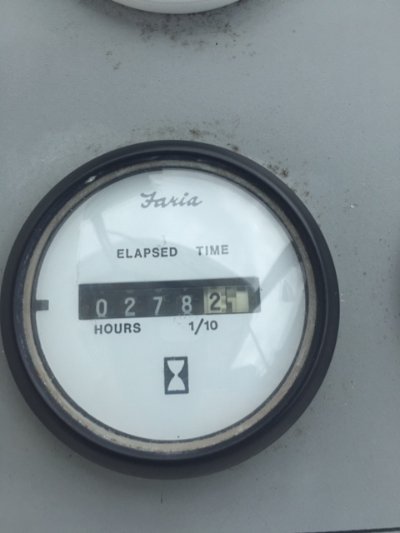 Faria
ELAPSED TIME
02782
HOURS 1/10